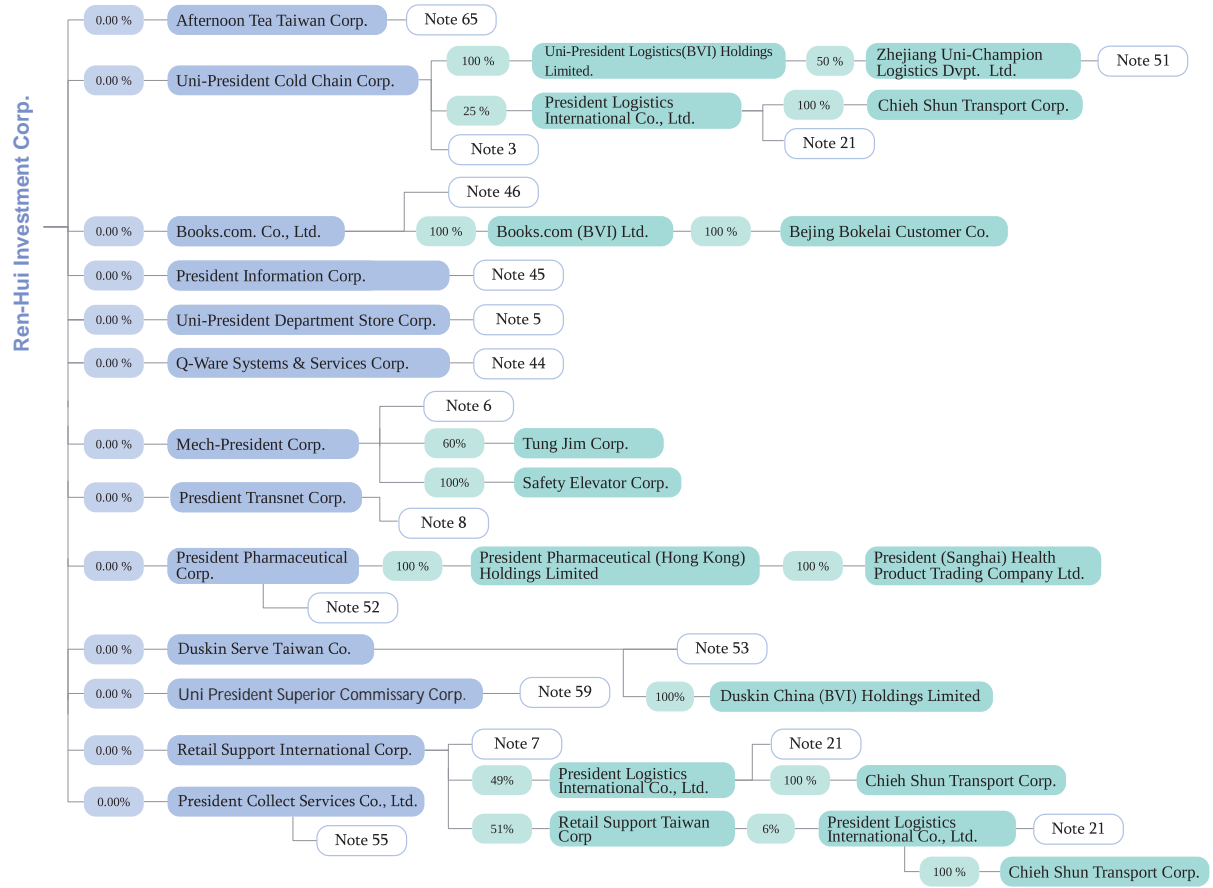 Ren-Hui Investment Corp.
0.00 %
Afternoon Tea Taiwan Corp.
Note 65
0.00 %
Uni-President Cold Chain Corp.
100 %
Uni-President Logistics(BVI) Holdings
Limited.
50 %
Zhejiang Uni-Champion
Logistics Dvpt. Ltd.
Note 51
25 %
President Logistics
International Co., Ltd.
100 %
Chieh Shun Transport Corp.
Note 21
Note 3
Note 46
0.00 %
Books.com. Co., Ltd.
100 %
Books.com (BVI) Ltd.
100 %
Bejing Bokelai Customer Co.
0.00 %
President Information Corp.
Note 45
0.00 %
Uni-President Department Store Corp.
Note 5
0.00 %
Q-Ware Systems & Services Corp.
Note 44
Note 6
0.00 %
Mech-President Corp.
60%
Tung Jim Corp.
100%
Safety Elevator Corp.
0.00 %
Presdient Transnet Corp.
Note 8
0.00 %
President Pharmaceutical
Corp.
100 %
President Pharmaceutical (Hong Kong)
Holdings Limited
100 %
President (Sanghai) Health
Product Trading Company Ltd.
Note 52
0.00 %
Duskin Serve Taiwan Co.
Note 53
100%
Duskin China (BVI) Holdings Limited
0.00 %
Uni President Superior Commissary Corp.
Note 59
0.00 %
Retail Support International Corp.
Note 7
49%
President Logistics
International Co., Ltd.
Note 21
100 %
Chieh Shun Transport Corp.
0.00%
President Collect Services Co., Ltd.
Note 55
51%
Retail Support Taiwan
Corp
6%
President Logistics
International Co., Ltd.
Note 21
100 %
Chieh Shun Transport Corp.